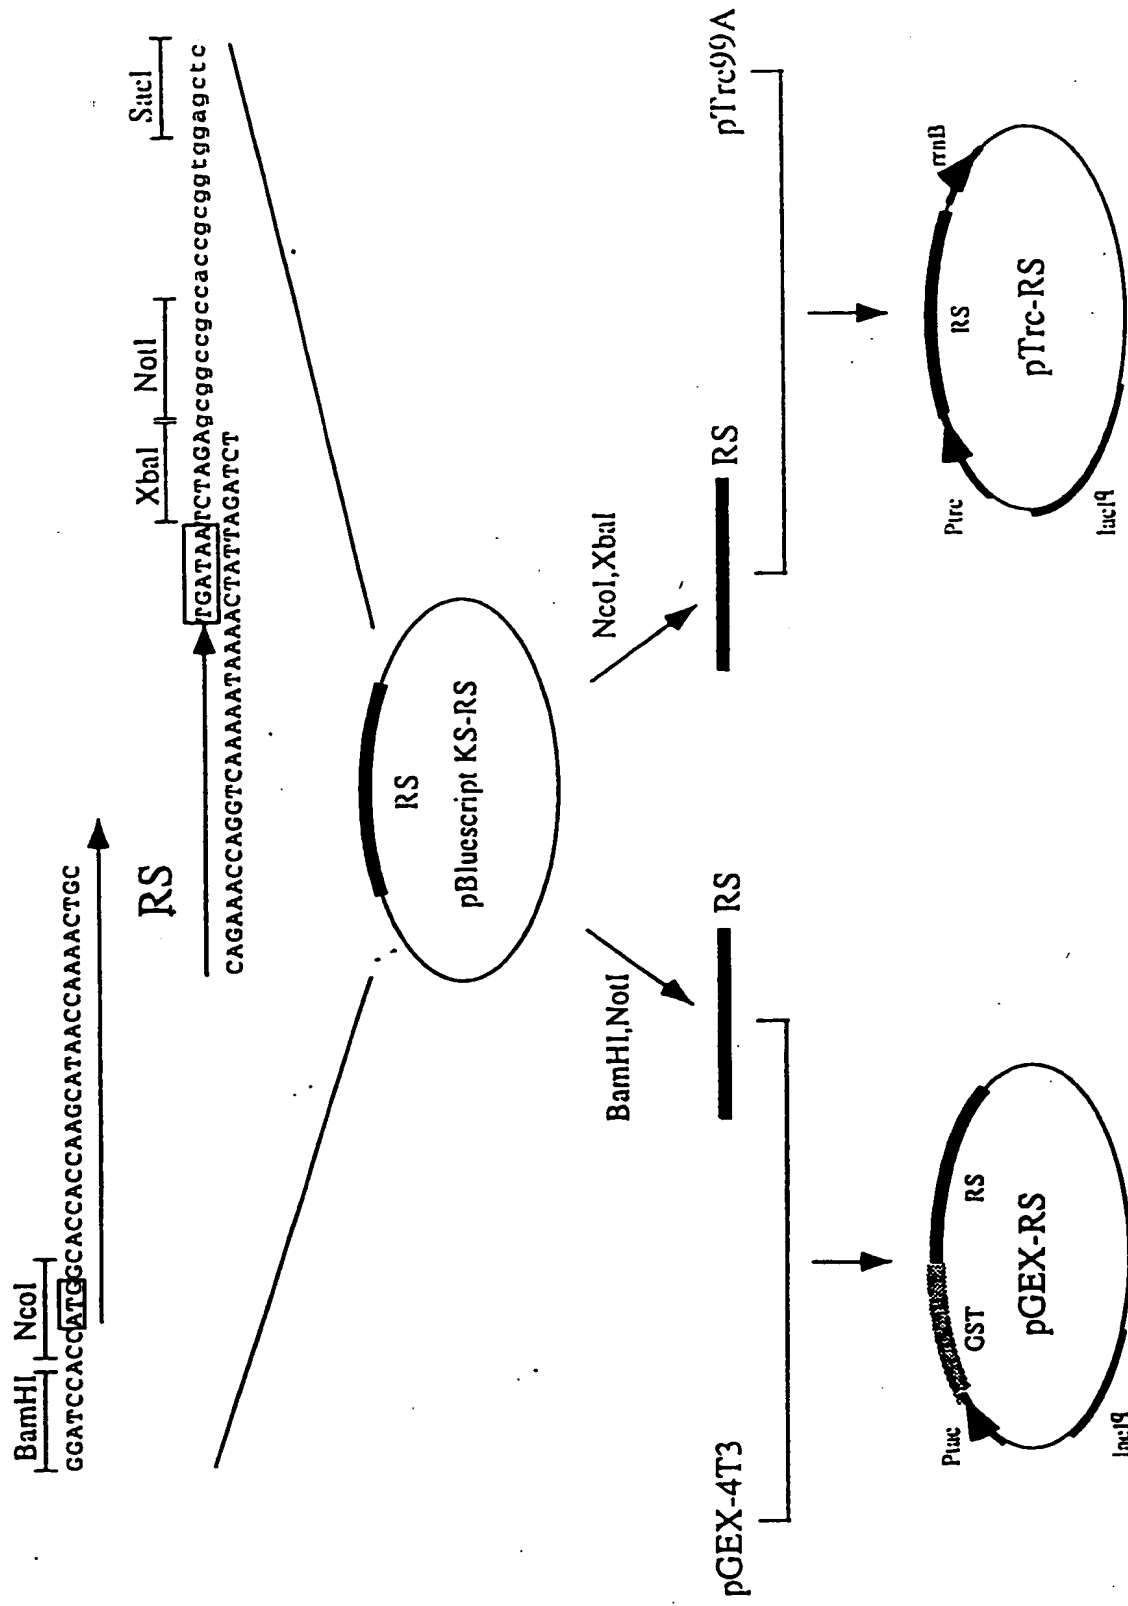 BamHI NcoI
GGATCCACCATGGCACCACCAAGCATAACCAAAACTGC
RS
XbaI NotI SacI
TGATAATCTAGAgcggccgccaccgcggtggagctc
CAGAAACCAGGTCAAAATAAAACTATTAGATCT
RS
pBluescript KS-RS
BamHI,NotI
NcoI,XbaI
pGEX-4T3
RS
RS
pTrc99A
Ptac
GST
RS
pGEX-RS
lacIq
Ptrc
RS
rrnB
pTrc-RS
lacIq